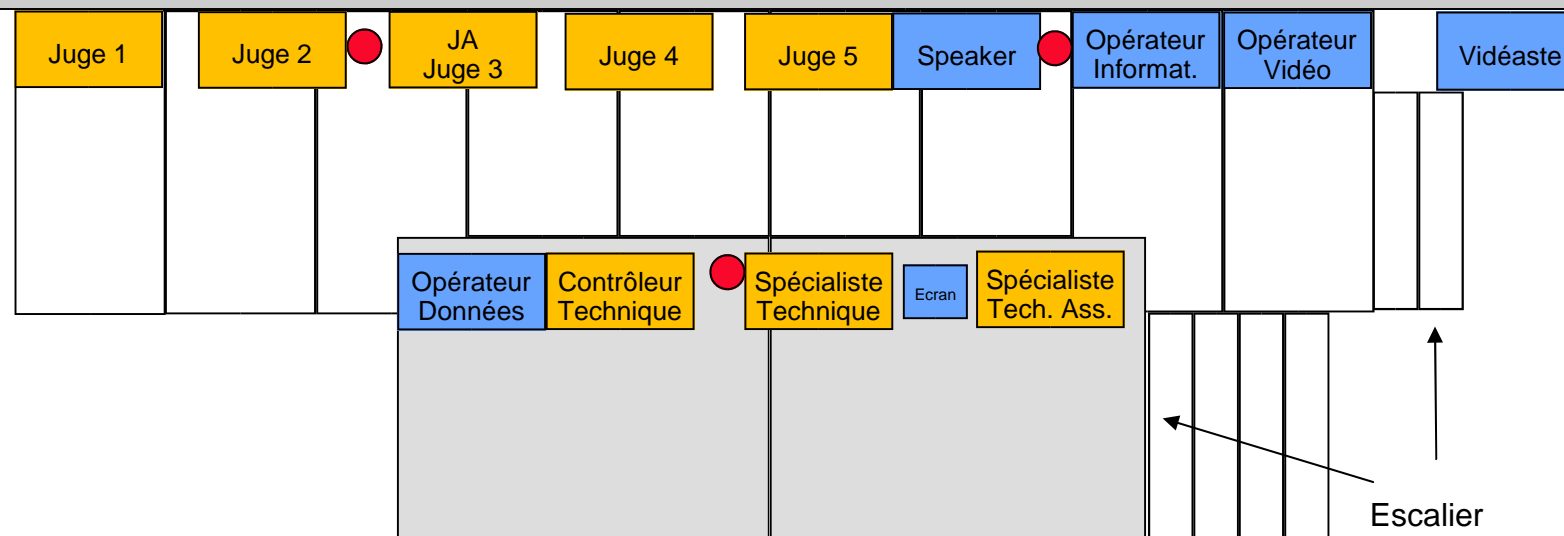 Juge 1
Juge 2
JA
Juge 3
Juge 4
Juge 5
Speaker
Opérateur
Informat.
Opérateur
Vidéo
Vidéaste
Opérateur
Données
Contrôleur
Technique
Spécialiste
Technique
Ecran
Spécialiste
Tech. Ass.
Escalier